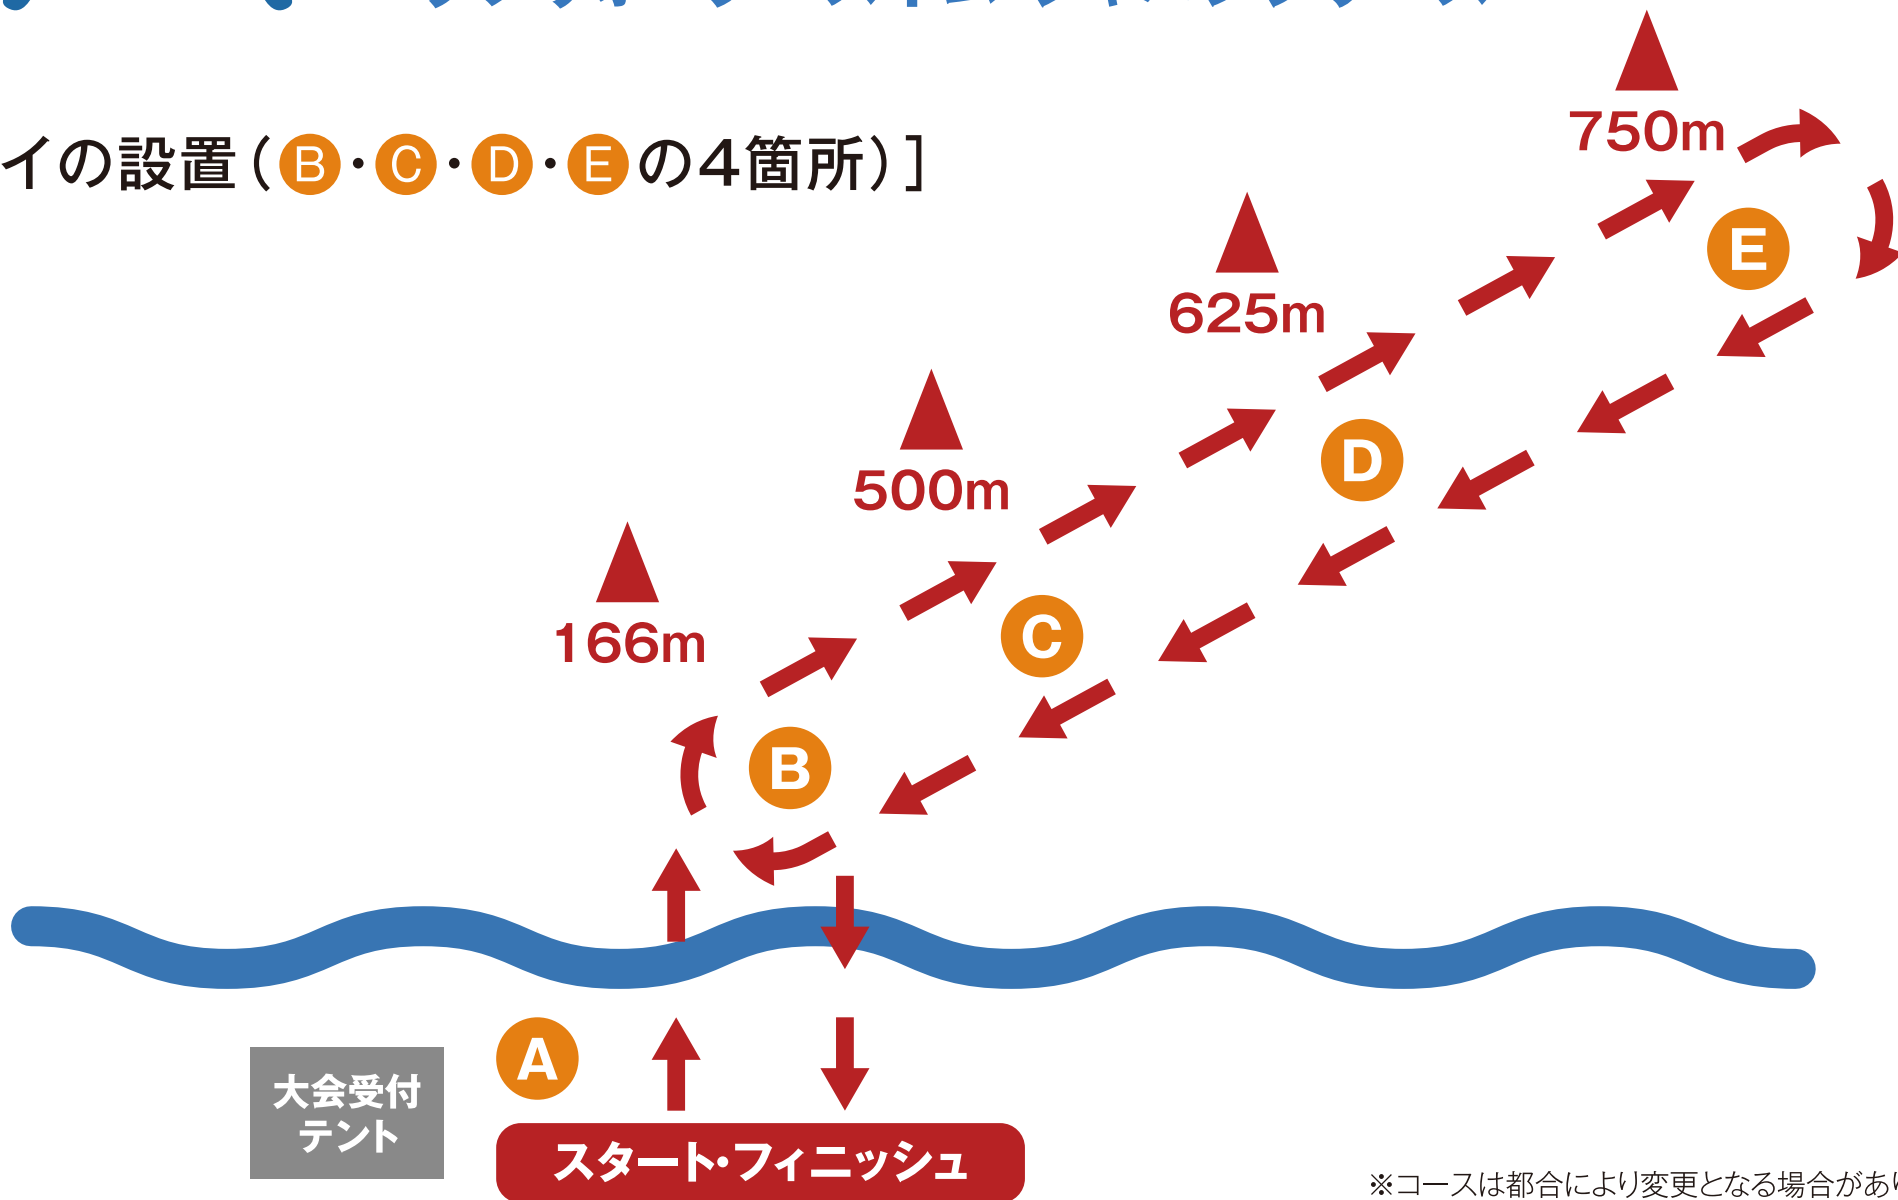 イの設置(B・C・D・Eの4箇所)]
750m
E
625m
D
500m
C
166m
B
A
大会受付
テント
スタート・フィニッシュ
※コースは都合により変更となる場合があり